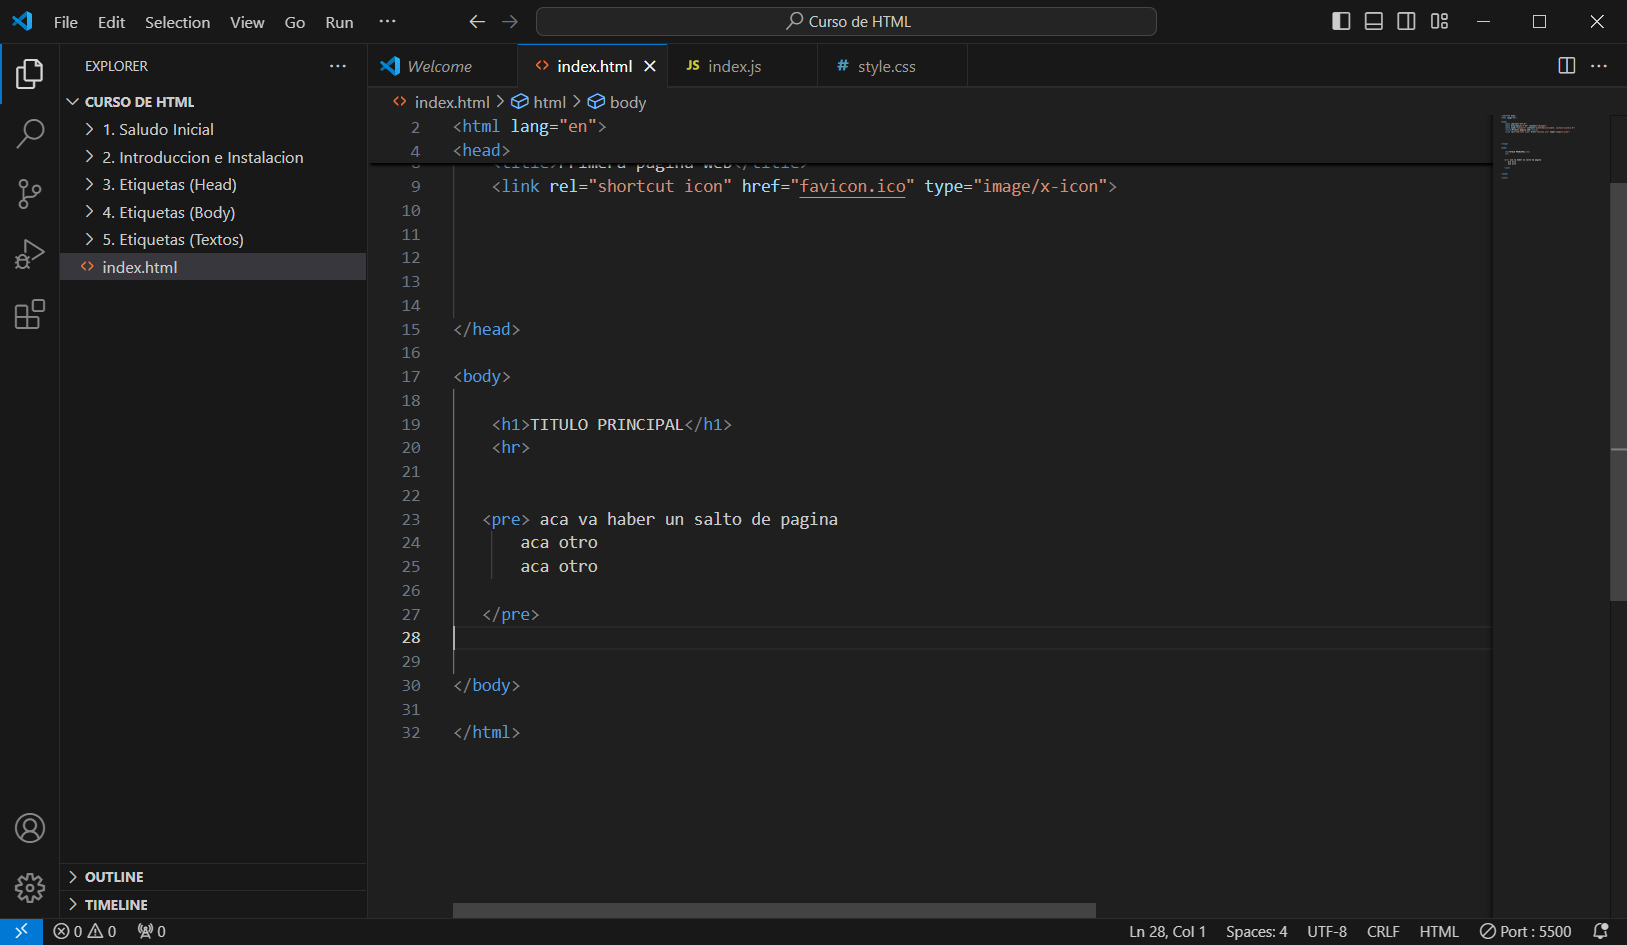 File Edit Selection View Go Run ···
Curso de HTML
EXPLORER
CURSO DE HTML
1. Saludo Inicial
2. Introduccion e Instalacion
3. Etiquetas (Head)
4. Etiquetas (Body)
5. Etiquetas (Textos)
index.html
OUTLINE
TIMELINE
Welcome index.html JS index.js # style.css
index.html > html > body
2 <html lang="en">
4 <head>
<title>Primera pagina web</title>
9 <link rel="shortcut icon" href="favicon.ico" type="image/x-icon">
10
11
12
13
14
15 </head>
16
17 <body>
18
19 <h1>TITULO PRINCIPAL</h1>
20 <hr>
21
22
23 <pre> aca va haber un salto de pagina
24 aca otro
25 aca otro
26
27 </pre>
28
29
30 </body>
31
32 </html>
0 0 0 Ln 28, Col 1 Spaces: 4 UTF-8 CRLF HTML Port : 5500